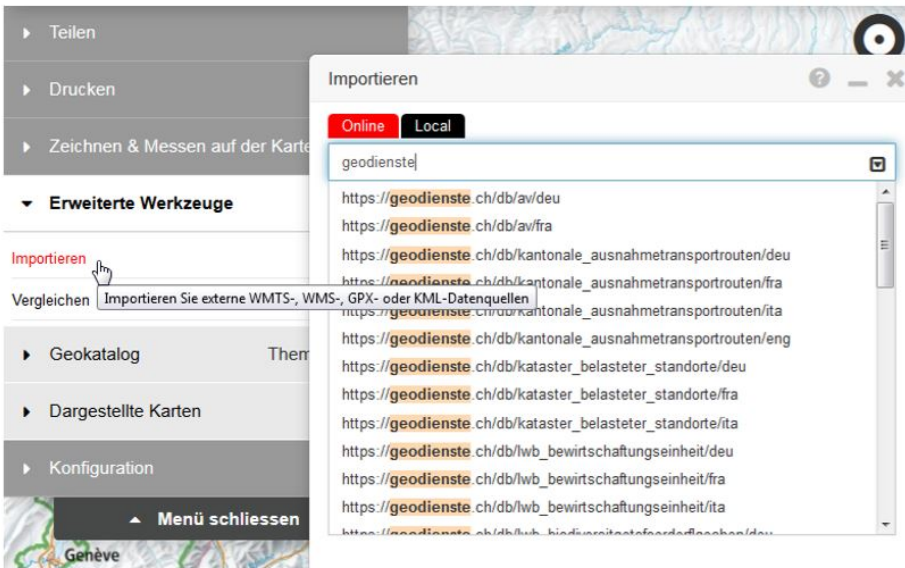 Teilen
Drucken
Zeichnen & Messen auf der Karte
Erweiterte Werkzeuge
Importieren
Vergleichen
Importieren Sie externe WMTS-, WMS-, GPX- oder KML-Datenquellen
Geokatalog Them
Dargestellte Karten
Konfiguration
Menü schliessen
Genève
Importieren
Online Local
geodienste
https://geodienste.ch/db/av/deu
https://geodienste.ch/db/av/fra
https://geodienste.ch/db/kantonale_ausnahmetransportrouten/deu
https://geodienste.ch/db/kantonale_ausnahmetransportrouten/fra
https://geodienste.ch/db/kantonale_ausnahmetransportrouten/ita
https://geodienste.ch/db/kantonale_ausnahmetransportrouten/eng
https://geodienste.ch/db/kataster_belasteter_standorte/deu
https://geodienste.ch/db/kataster_belasteter_standorte/fra
https://geodienste.ch/db/kataster_belasteter_standorte/ita
https://geodienste.ch/db/lwb_bewirtschaftungseinheit/deu
https://geodienste.ch/db/lwb_bewirtschaftungseinheit/fra
https://geodienste.ch/db/lwb_bewirtschaftungseinheit/ita